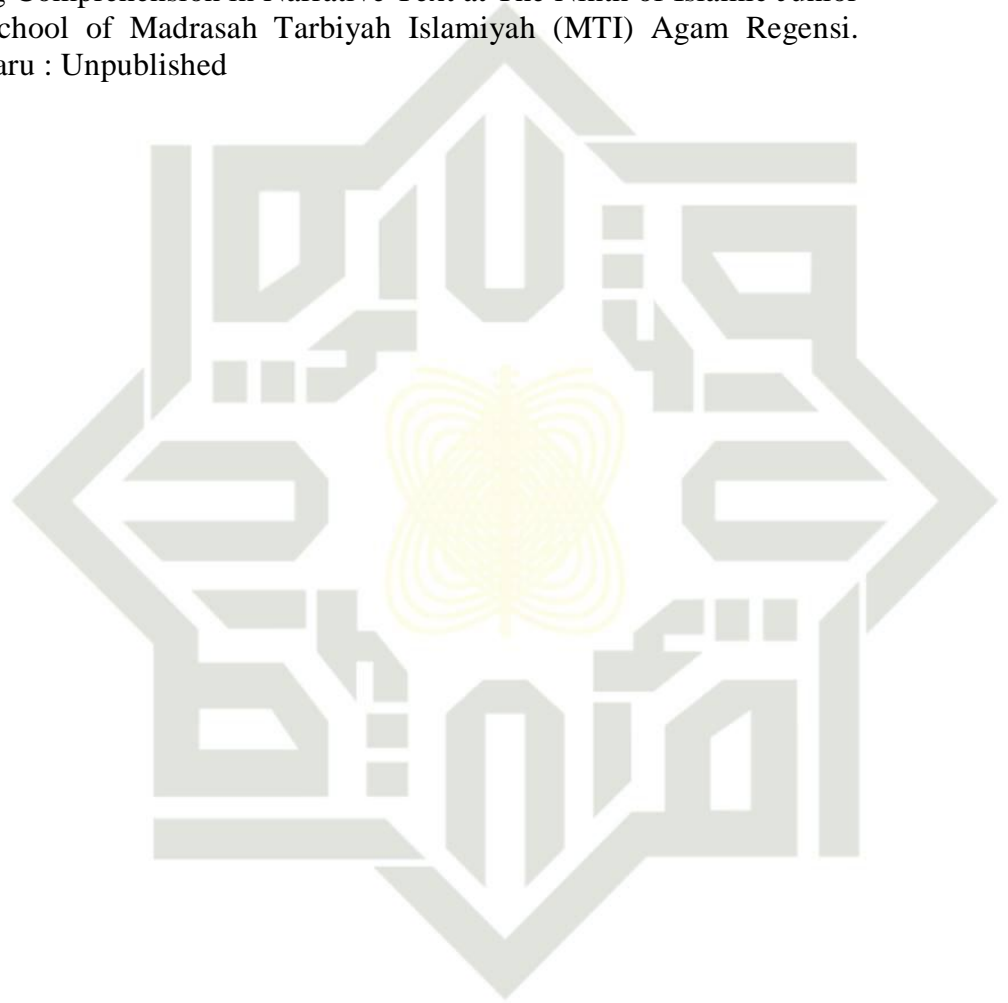 g Comprehension in Narrative Text at The Ninth of Islamic Junior
chool of Madrasah Tarbiyah Islamiyah (MTI) Agam Regensi.
aru : Unpublished